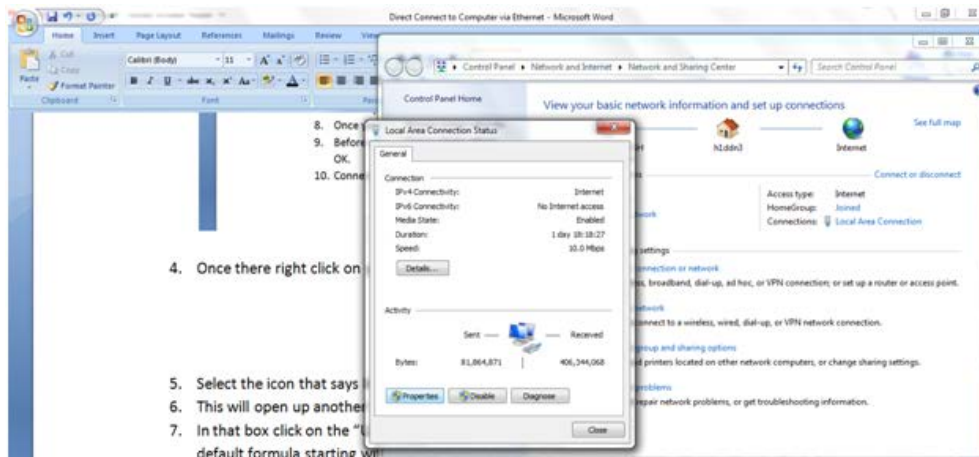 Direct Connect to Computer via Ethernet - Microsoft Word
Home Insert Page Layout References Mailings Review View
Cut
Copy
Format Painter
Paste
Clipboard
Calibri (Body) 11
Font
8. Once
9. Before
OK.
10. Conne
4. Once there right click on
5. Select the icon that says
6. This will open up another
7. In that box click on the "U
default formula starting wi
Control Panel Network and Internet Network and Sharing Center
Search Control Panel
Control Panel Home
View your basic network information and set up connections
See full map
h1ddn3
Internet
Connect or disconnect
Access type: Internet
HomeGroup: Joined
Connections: Local Area Connection
settings
connection or network
ss, broadband, dial-up, ad hoc, or VPN connection; or set up a router or access point.
network
onnect to a wireless, wired, dial-up, or VPN network connection.
group and sharing options
d printers located on other network computers, or change sharing settings.
problems
epair network problems, or get troubleshooting information.
Local Area Connection Status
General
Connection
IPv4 Connectivity: Internet
IPv6 Connectivity: No Internet access
Media State: Enabled
Duration: 1 day 18:18:27
Speed: 10.0 Mbps
Details...
Activity
Sent Received
Bytes: 81,864,871 406,344,068
Properties Disable Diagnose
Close